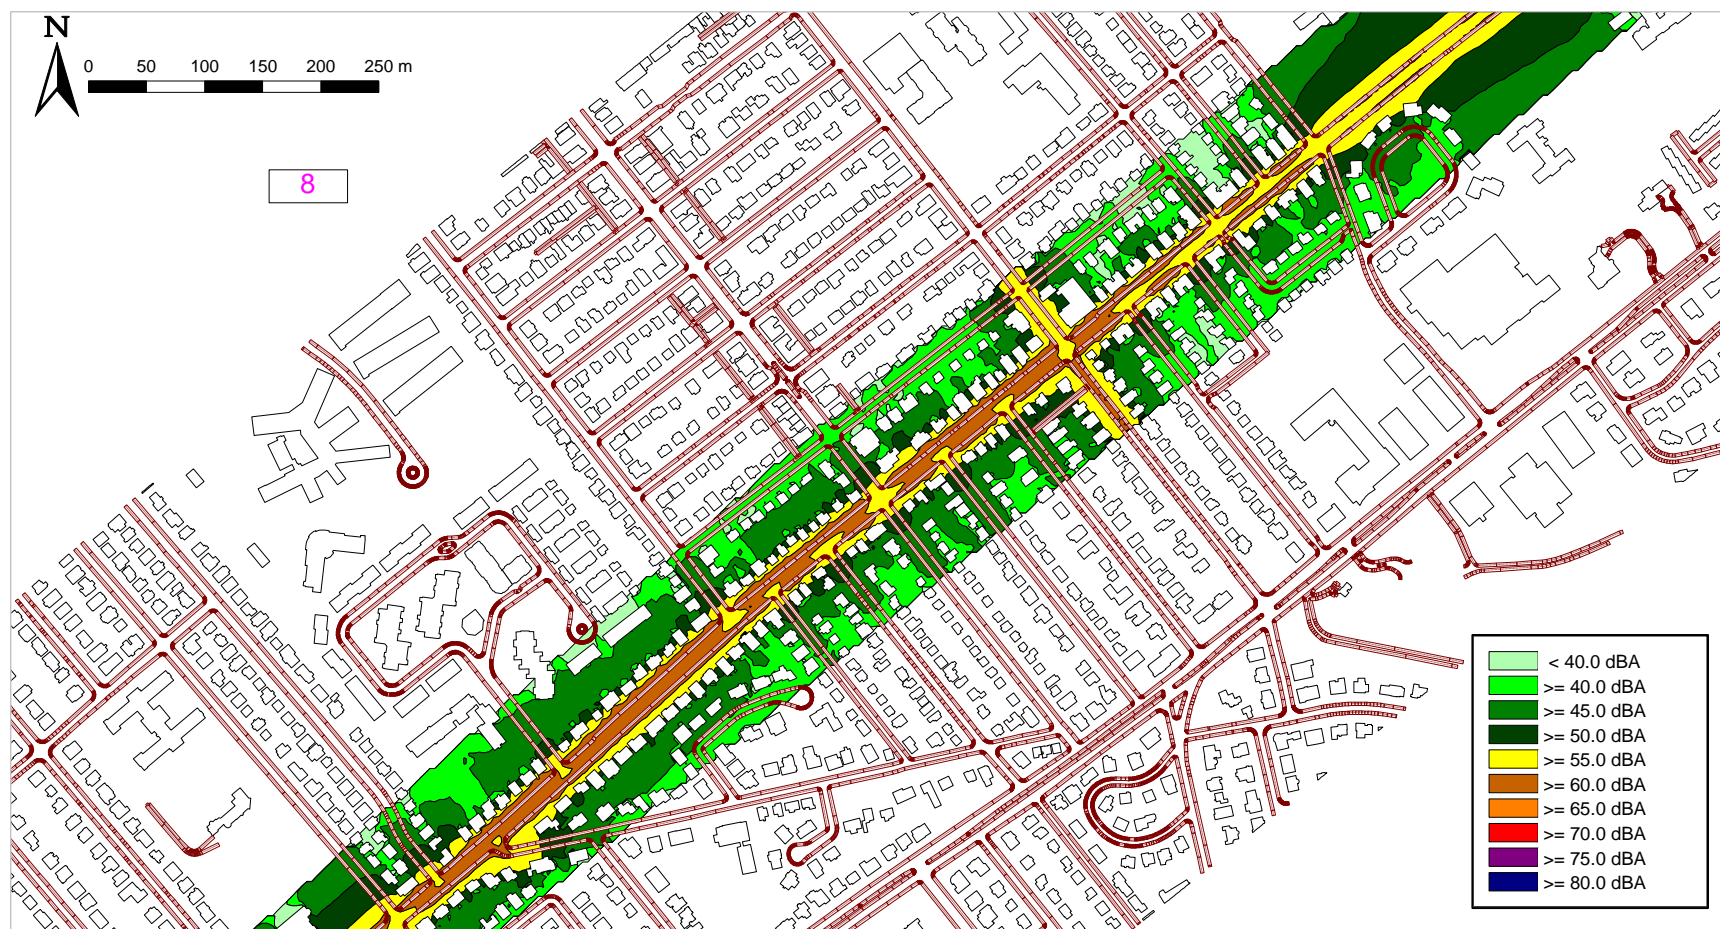 N
0 50 100 150 200 250 m
8
< 40.0 dBA
>= 40.0 dBA
>= 45.0 dBA
>= 50.0 dBA
>= 55.0 dBA
>= 60.0 dBA
>= 65.0 dBA
>= 70.0 dBA
>= 75.0 dBA
>= 80.0 dBA